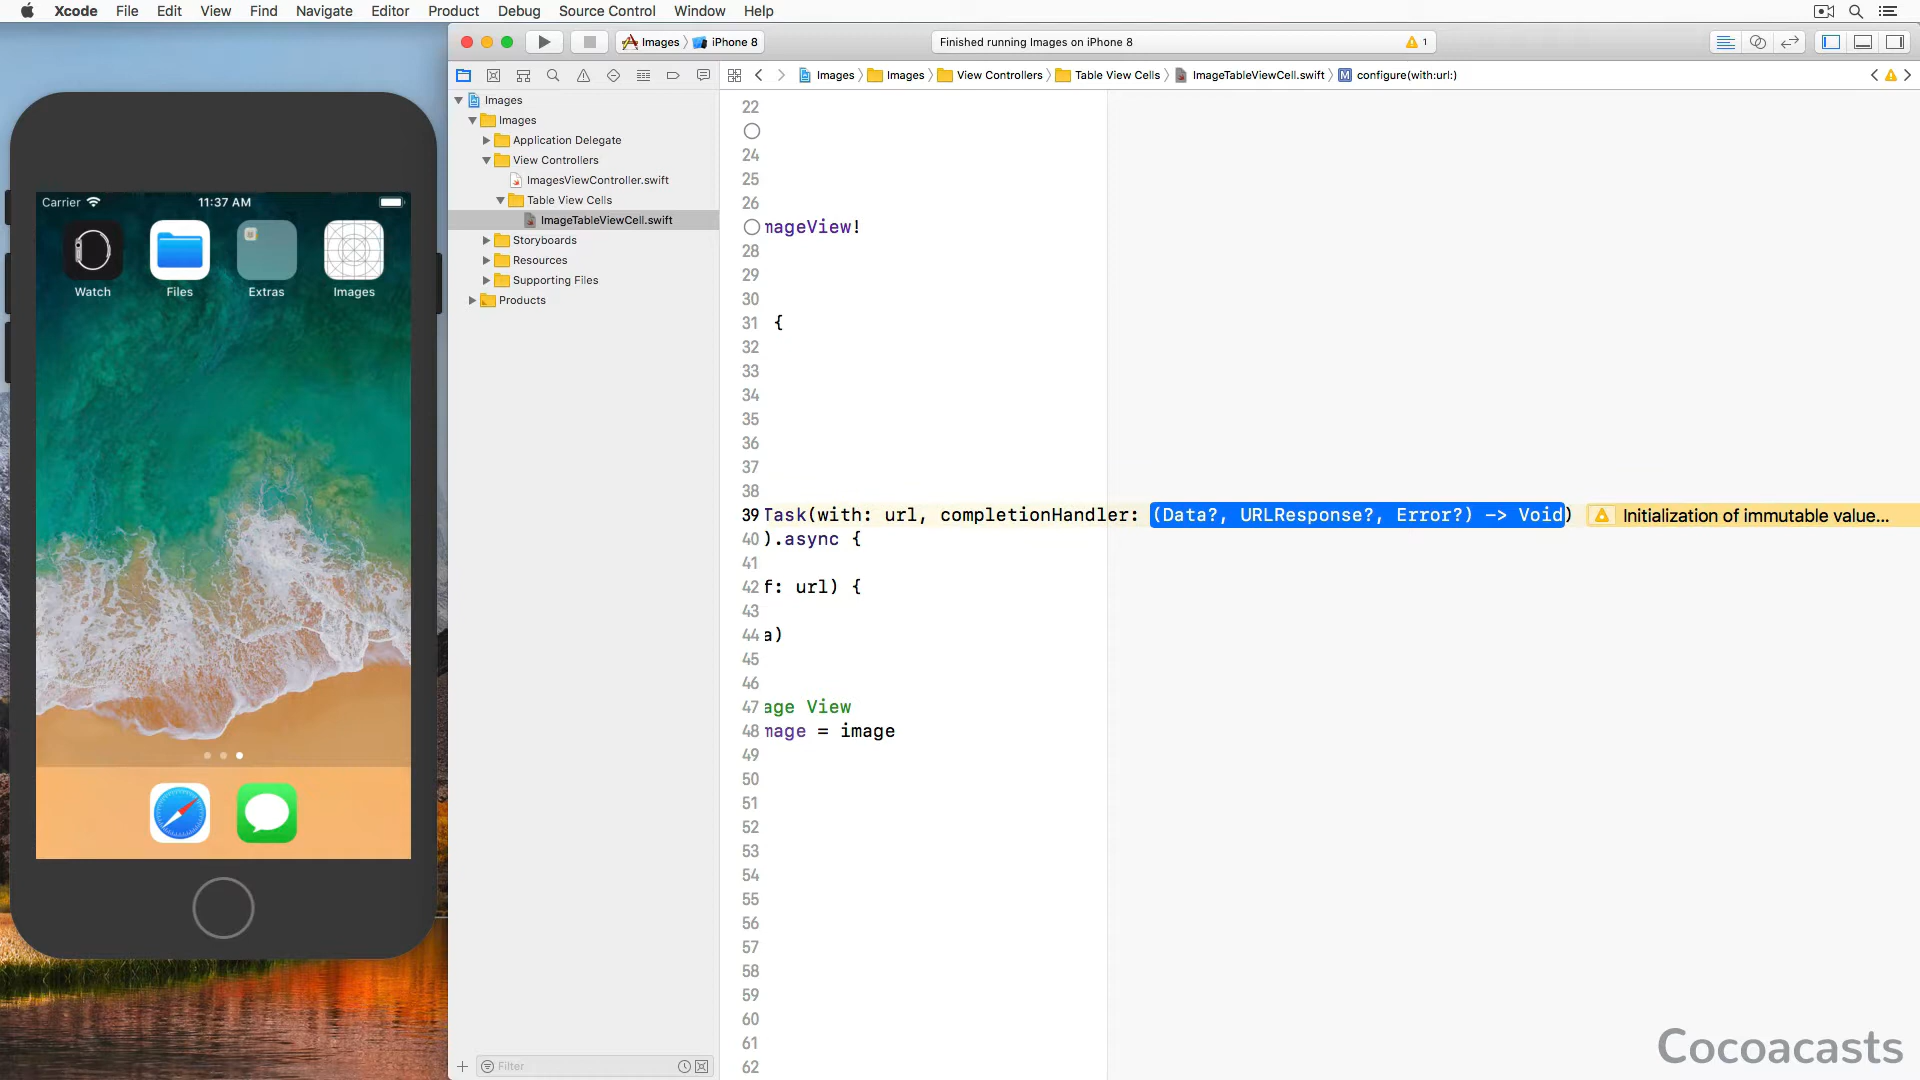 Xcode File Edit View Find Navigate Editor Product Debug Source Control Window Help
Images iPhone 8
Finished running Images on iPhone 8
1
Images Images View Controllers Table View Cells ImageTableViewCell.swift M configure(with:url:)
Images
Images
Application Delegate
View Controllers
ImagesViewController.swift
Table View Cells
ImageTableViewCell.swift
Storyboards
Resources
Supporting Files
Products
Filter
Carrier 11:37 AM
Watch Files Extras Images
22
24
25
26
mageView!
28
29
30
31 {
32
33
34
35
36
37
38
39 Task(with: url, completionHandler: (Data?, URLResponse?, Error?) -> Void) Initialization of immutable value...
40 ).async {
41
42 f: url) {
43
44 a)
45
46
47 age View
48 mage = image
49
50
51
52
53
54
55
56
57
58
59
60
61
62
Cocoacasts